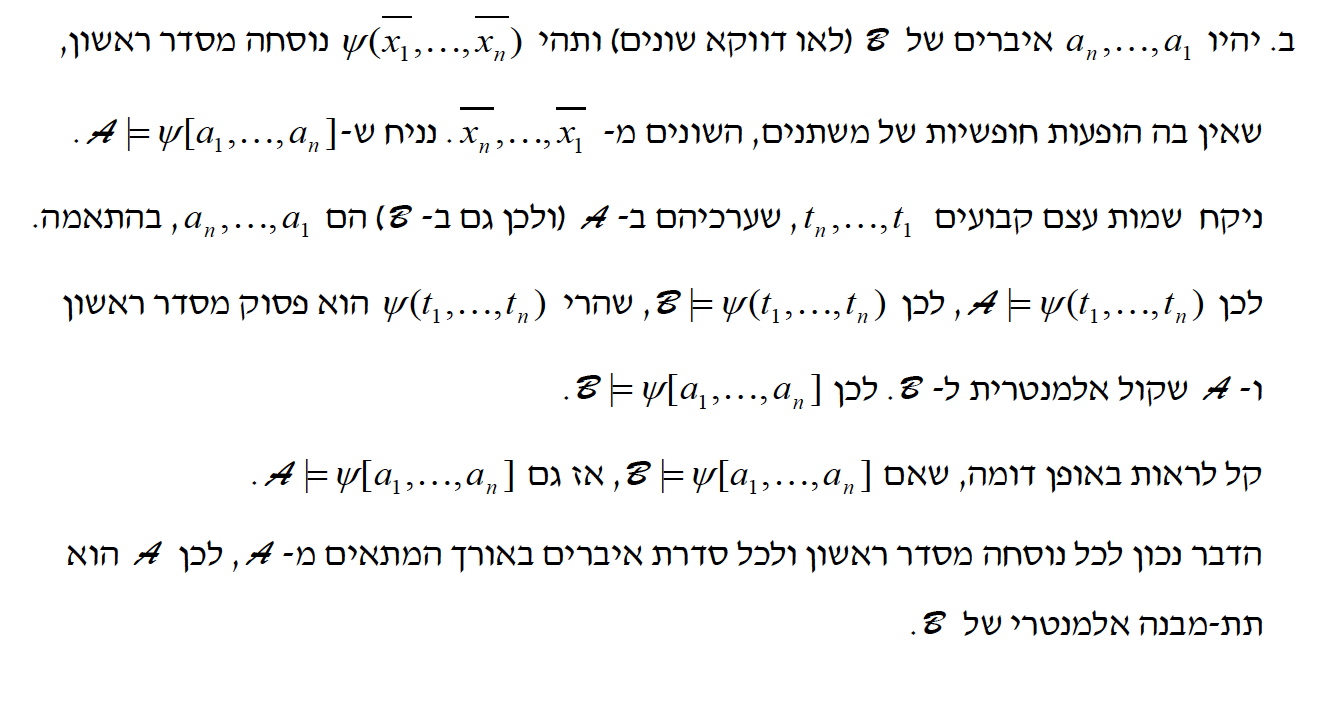 ב. יהיו $a_n,\ldots,a_1$ איברים של $\mathcal{B}$ (לאו דווקא שונים) ותהי $\psi(\overline{x_1},\ldots,\overline{x_n})$ נוסחה מסדר ראשון,
שאין בה הופעות חופשיות של משתנים, השונים מ- $\overline{x_n},\ldots,\overline{x_1}$. נניח ש-$\mathcal{A} \models \psi[a_1,\ldots,a_n]$.
ניקח שמות עצם קבועים $t_n,\ldots,t_1$, שערכיהם ב- $\mathcal{A}$ (ולכן גם ב- $\mathcal{B}$) הם $a_n,\ldots,a_1$, בהתאמה.
לכן $\mathcal{A} \models \psi(t_1,\ldots,t_n)$, לכן $\mathcal{B} \models \psi(t_1,\ldots,t_n)$, שהרי $\psi(t_1,\ldots,t_n)$ הוא פסוק מסדר ראשון
ו- $\mathcal{A}$ שקול אלמנטרית ל- $\mathcal{B}$. לכן $\mathcal{B} \models \psi[a_1,\ldots,a_n]$.
קל לראות באופן דומה, שאם $\mathcal{B} \models \psi[a_1,\ldots,a_n]$, אז גם $\mathcal{A} \models \psi[a_1,\ldots,a_n]$.
הדבר נכון לכל נוסחה מסדר ראשון ולכל סדרת איברים באורך המתאים מ- $\mathcal{A}$, לכן $\mathcal{A}$ הוא
תת-מבנה אלמנטרי של $\mathcal{B}$.